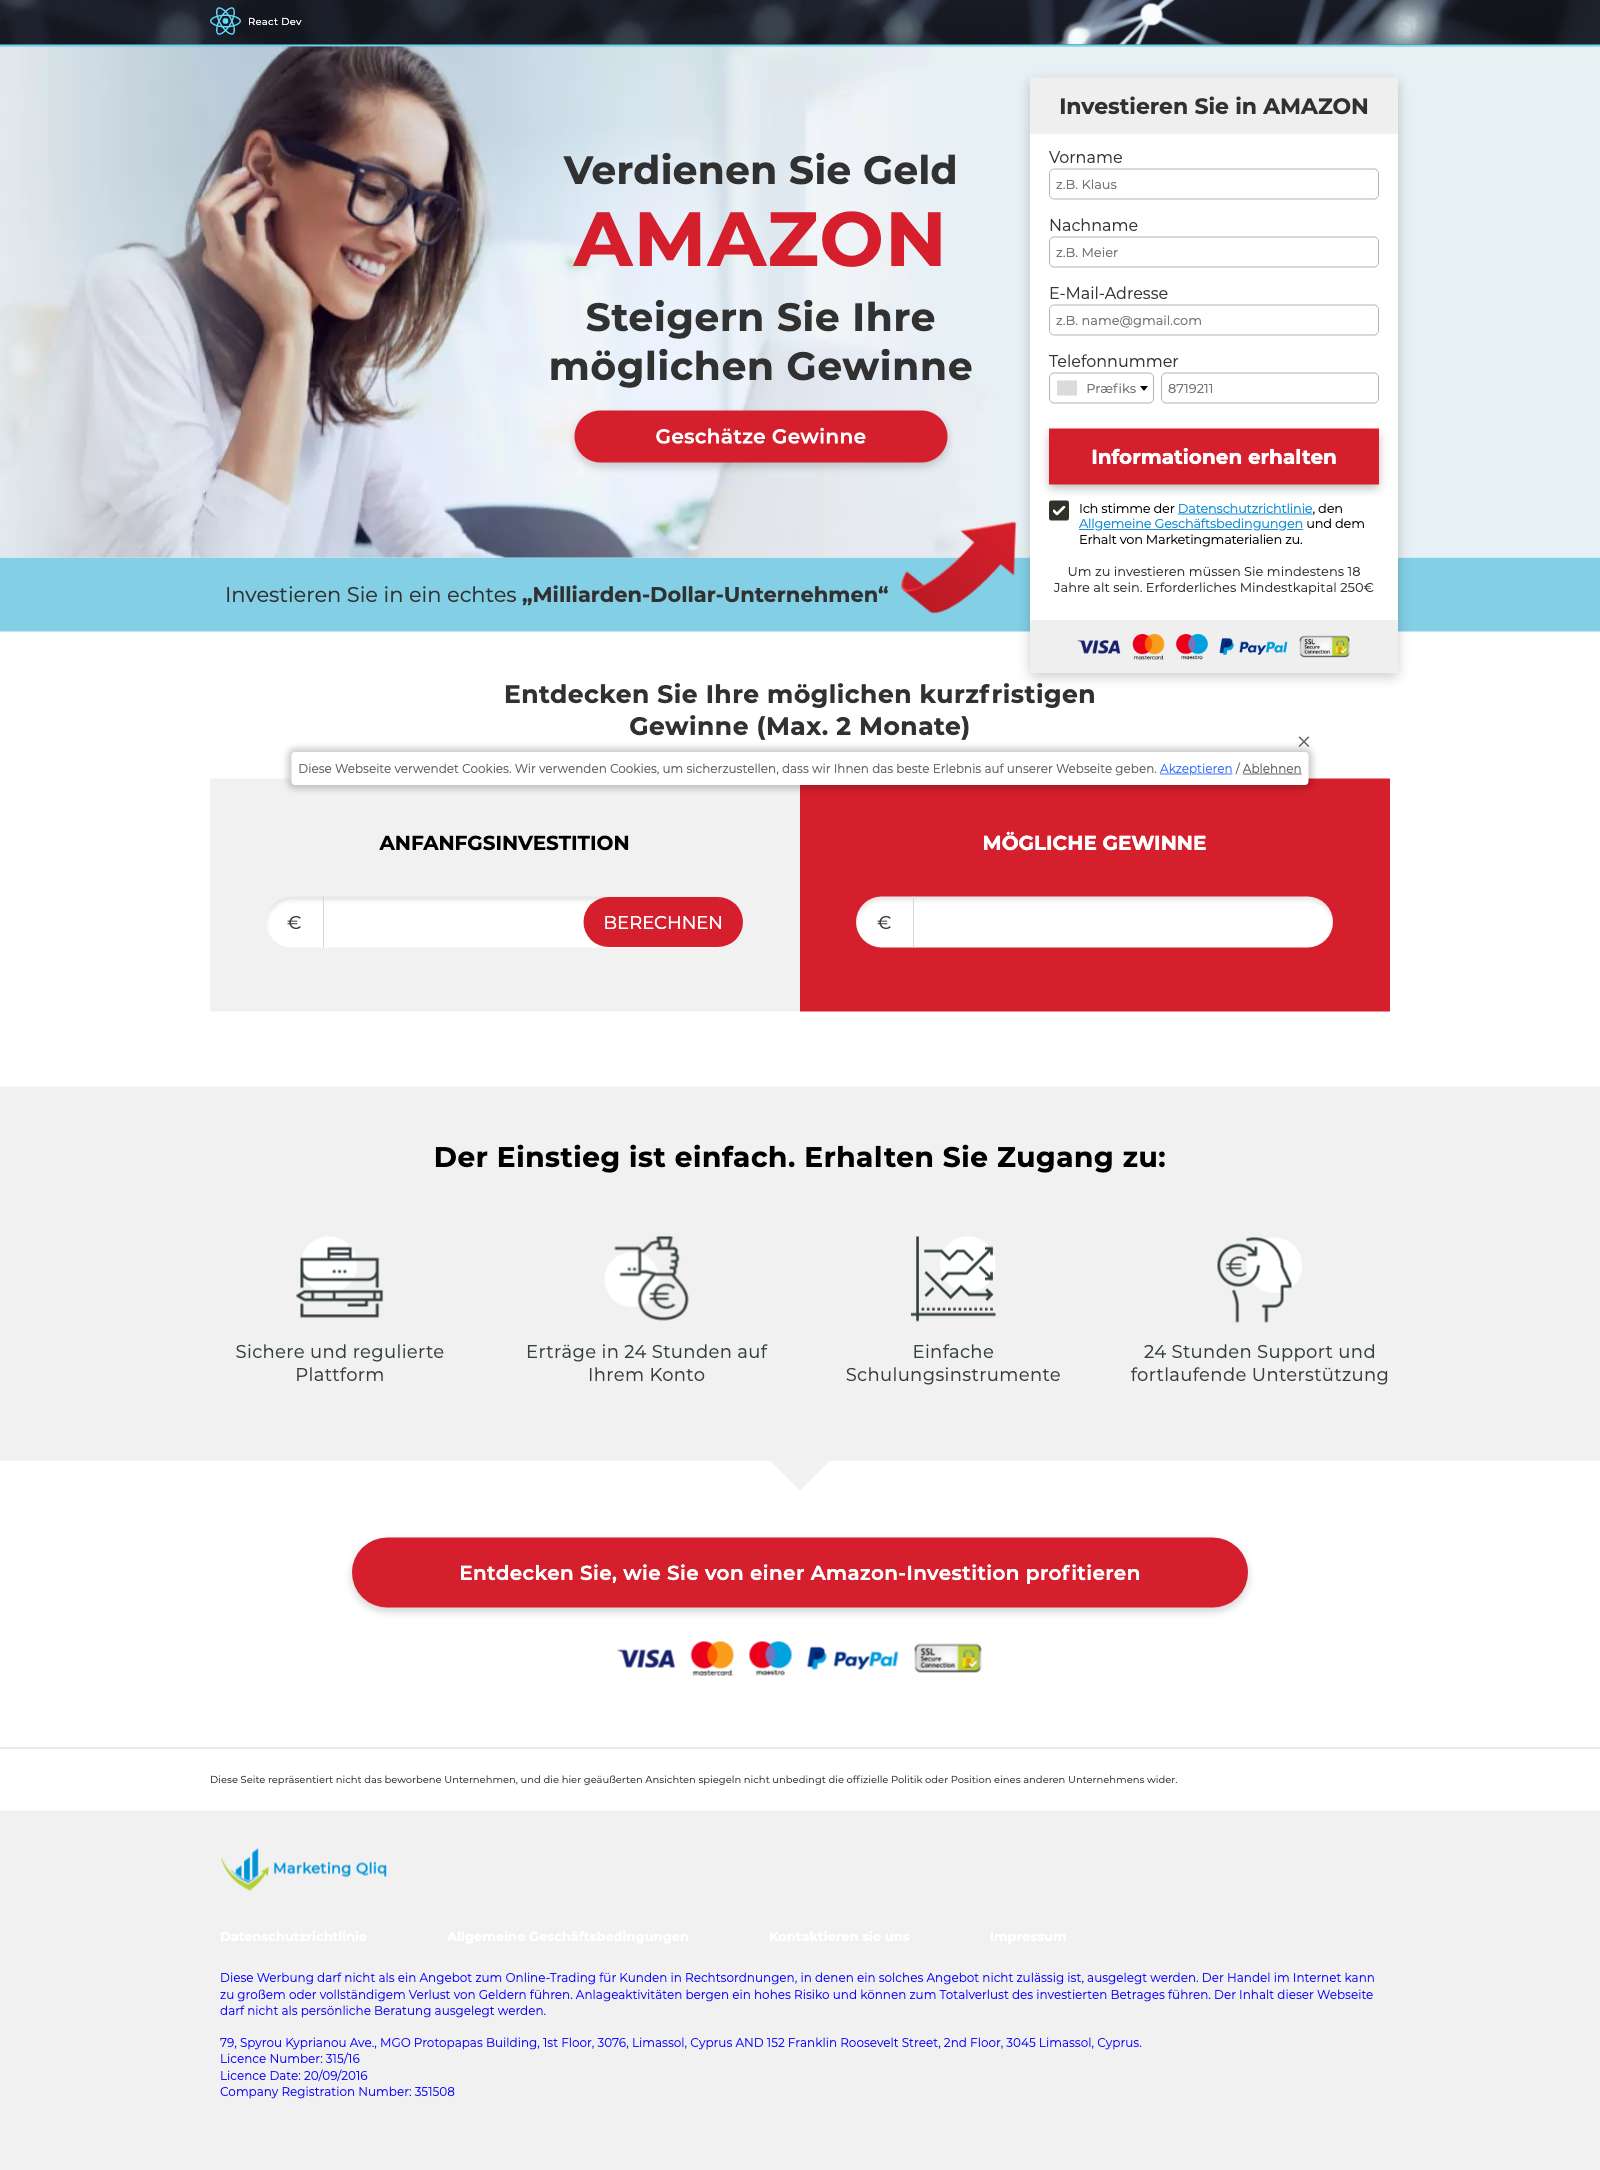 React Dev
Verdienen Sie Geld
AMAZON
Steigern Sie Ihre
möglichen Gewinne
Geschätze Gewinne
Investieren Sie in ein echtes „Milliarden-Dollar-Unternehmen“
Investieren Sie in AMAZON
Vorname
z.B. Klaus
Nachname
z.B. Meier
E-Mail-Adresse
z.B. name@gmail.com
Telefonnummer
Præfiks
8719211
Informationen erhalten
Ich stimme der Datenschutzrichtlinie, den
Allgemeine Geschäftsbedingungen und dem
Erhalt von Marketingmaterialien zu.
Um zu investieren müssen Sie mindestens 18
Jahre alt sein. Erforderliches Mindestkapital 250€
VISA mastercard maestro PayPal SSL Secure Connection
Entdecken Sie Ihre möglichen kurzfristigen
Gewinne (Max. 2 Monate)
Diese Webseite verwendet Cookies. Wir verwenden Cookies, um sicherzustellen, dass wir Ihnen das beste Erlebnis auf unserer Webseite geben. Akzeptieren / Ablehnen
ANFANFGSINVESTITION
€
BERECHNEN
MÖGLICHE GEWINNE
€
Der Einstieg ist einfach. Erhalten Sie Zugang zu:
Sichere und regulierte
Plattform
Erträge in 24 Stunden auf
Ihrem Konto
Einfache
Schulungsinstrumente
24 Stunden Support und
fortlaufende Unterstützung
Entdecken Sie, wie Sie von einer Amazon-Investition profitieren
VISA mastercard maestro PayPal SSL Secure Connection
Diese Seite repräsentiert nicht das beworbene Unternehmen, und die hier geäußerten Ansichten spiegeln nicht unbedingt die offizielle Politik oder Position eines anderen Unternehmens wider.
Marketing Qliq
Datenschutzrichtlinie Allgemeine Geschäftsbedingungen Kontaktieren sie uns Impressum
Diese Werbung darf nicht als ein Angebot zum Online-Trading für Kunden in Rechtsordnungen, in denen ein solches Angebot nicht zulässig ist, ausgelegt werden. Der Handel im Internet kann
zu großem oder vollständigem Verlust von Geldern führen. Anlageaktivitäten bergen ein hohes Risiko und können zum Totalverlust des investierten Betrages führen. Der Inhalt dieser Webseite
darf nicht als persönliche Beratung ausgelegt werden.
79, Spyrou Kyprianou Ave., MGO Protopapas Building, 1st Floor, 3076, Limassol, Cyprus AND 152 Franklin Roosevelt Street, 2nd Floor, 3045 Limassol, Cyprus.
Licence Number: 315/16
Licence Date: 20/09/2016
Company Registration Number: 351508